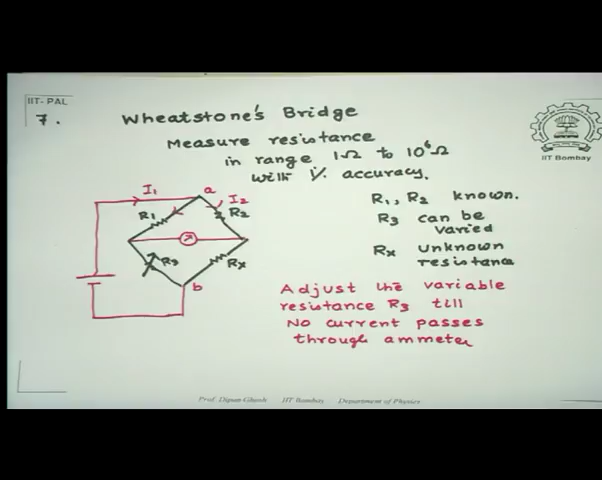 IIT- PAL
7.
Wheatstone's Bridge
Measure resistance
in range 1Ω to 10⁶Ω
with 1% accuracy.
IIT Bombay
I1
a
I2
R1
R2
R3
Rx
b
R1, R2 known.
R3 can be
varied
Rx unknown
resistance
Adjust the variable
resistance R3 till
No current passes
through ammeter
Prof. Dipan Ghosh IIT Bombay Department of Physics